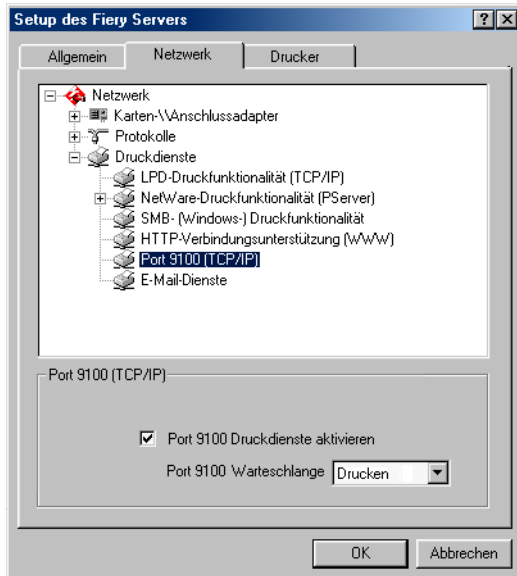 Setup des Fiery Servers
Allgemein Netzwerk Drucker
Netzwerk
Karten-\\Anschlussadapter
Protokolle
Druckdienste
LPD-Druckfunktionalität (TCP/IP)
NetWare-Druckfunktionalität (PServer)
SMB- (Windows-) Druckfunktionalität
HTTP-Verbindungsunterstützung (WWW)
Port 9100 (TCP/IP)
E-Mail-Dienste
Port 9100 (TCP/IP)
Port 9100 Druckdienste aktivieren
Port 9100 Warteschlange Drucken
OK Abbrechen